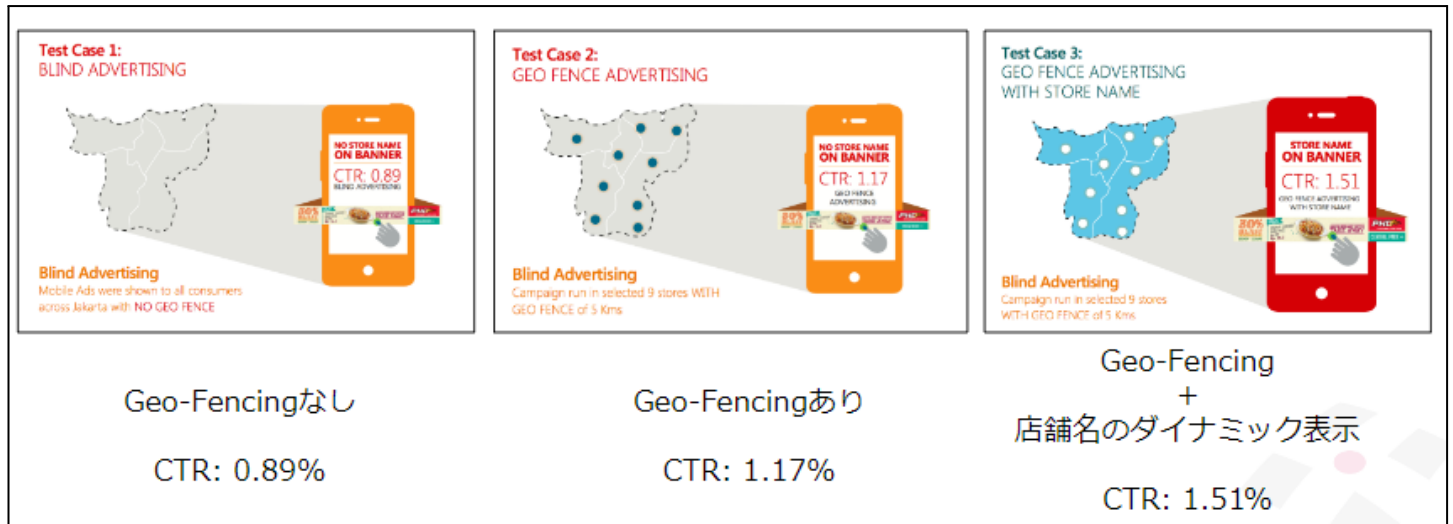 Test Case 1:
BLIND ADVERTISING
NO STORE NAME
ON BANNER
CTR: 0.89
BLIND ADVERTISING
80%
PHD
Blind Advertising
Mobile Ads were shown to all consumers
across Jakarta with NO GEO FENCE
Test Case 2:
GEO FENCE ADVERTISING
NO STORE NAME
ON BANNER
CTR: 1.17
GEO FENCE
ADVERTISING
80%
PHD
Blind Advertising
Campaign run in selected 9 stores WITH
GEO FENCE of 5 Kms
Test Case 3:
GEO FENCE ADVERTISING
WITH STORE NAME
STORE NAME
ON BANNER
CTR: 1.51
GEO FENCE ADVERTISING
WITH STORE NAME
80%
PHD
Blind Advertising
Campaign run in selected 9 stores
WITH GEO FENCE of 5 Kms
Geo-Fencingなし
CTR: 0.89%
Geo-Fencingあり
CTR: 1.17%
Geo-Fencing
+
店舗名のダイナミック表示
CTR: 1.51%